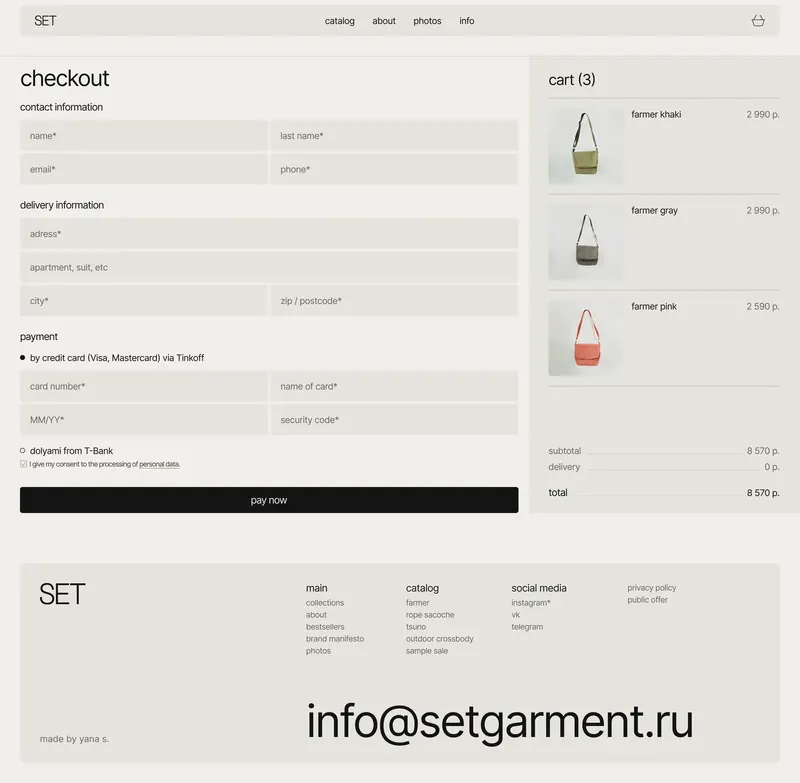 SET
catalog about photos info
checkout
contact information
name* last name*
email* phone*
delivery information
adress*
apartment, suit, etc
city* zip / postcode*
payment
by credit card (Visa, Mastercard) via Tinkoff
card number* name of card*
MM/YY* security code*
dolyami from T-Bank
I give my consent to the processing of personal data.
pay now
cart (3)
farmer khaki 2 990 p.
farmer gray 2 990 p.
farmer pink 2 590 p.
subtotal 8 570 p.
delivery 0 p.
total 8 570 p.
SET
main
collections
about
bestsellers
brand manifesto
photos
catalog
farmer
rope sacoche
tsuno
outdoor crossbody
sample sale
social media
instagram*
vk
telegram
privacy policy
public offer
info@setgarment.ru
made by yana s.